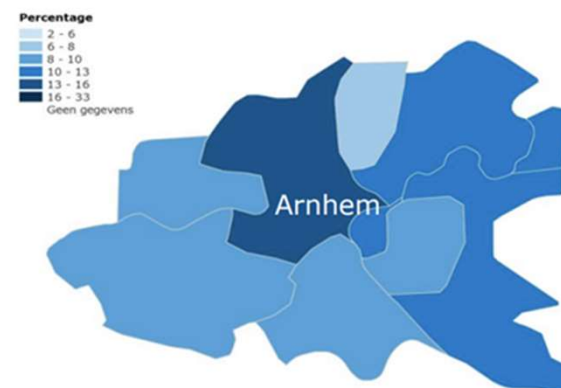 Percentage
2 - 6
6 - 8
8 - 10
10 - 13
13 - 16
16 - 33
Geen gegevens
Arnhem